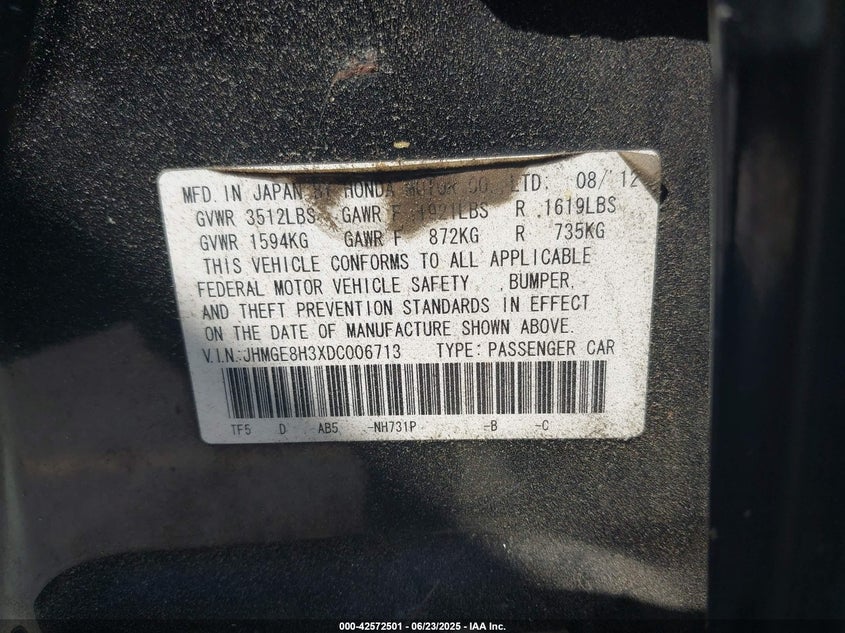 MFD. IN JAPAN BY HONDA MOTOR CO., LTD. 08/12
GVWR 3512LBS GAWR F 1921LBS R 1619LBS
GVWR 1594KG GAWR F 872KG R 735KG
THIS VEHICLE CONFORMS TO ALL APPLICABLE
FEDERAL MOTOR VEHICLE SAFETY , BUMPER,
AND THEFT PREVENTION STANDARDS IN EFFECT
ON THE DATE OF MANUFACTURE SHOWN ABOVE.
V.I.N.:JHMGE8H3XDC006713 TYPE: PASSENGER CAR
TF5 D AB5 -NH731P -B -C
000-42572501 - 06/23/2025 - IAA Inc.